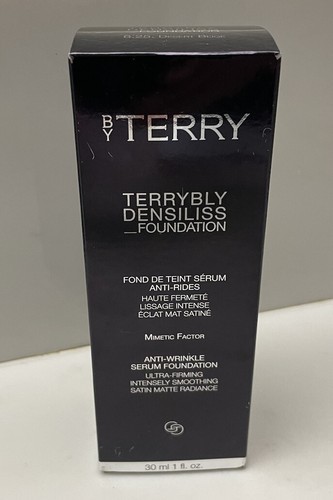 FOUNDATION
BY TERRY
TERRYBLY
DENSILISS
_FOUNDATION
FOND DE TEINT SÉRUM
ANTI-RIDES
HAUTE FERMETÉ
LISSAGE INTENSE
ÉCLAT MAT SATINÉ
MIMETIC FACTOR
ANTI-WRINKLE
SERUM FOUNDATION
ULTRA-FIRMING
INTENSELY SMOOTHING
SATIN MATTE RADIANCE
30 ml 1 fl. oz.